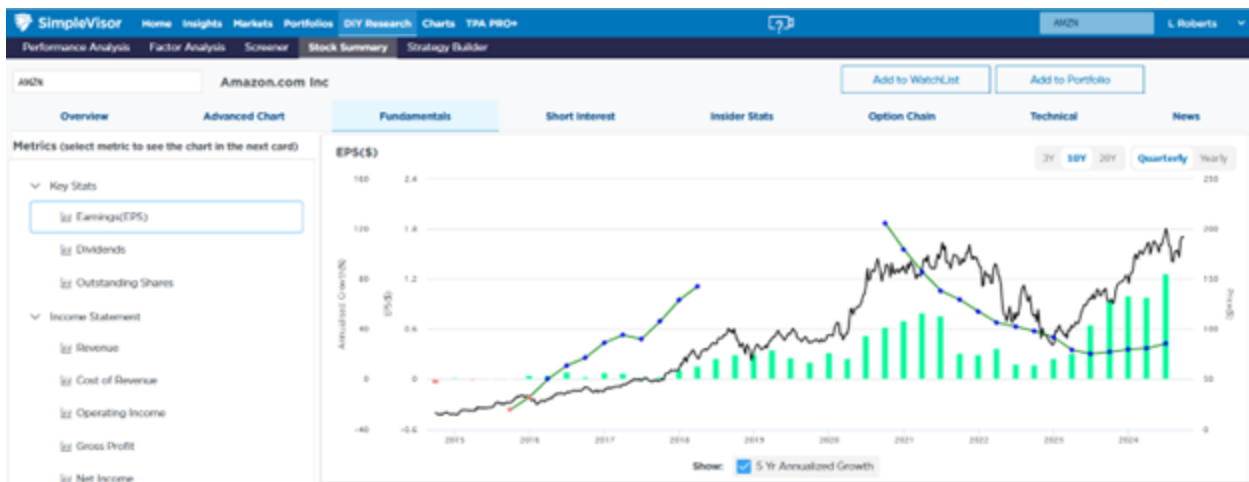 SimpleVisor Home Insights Markets Portfolios DIY Research Charts TPA PRO+ AMZN L Roberts
Performance Analysis Factor Analysis Screener Stock Summary Strategy Builder
AMZN Amazon.com Inc Add to WatchList Add to Portfolio
Overview Advanced Chart Fundamentals Short Interest Insider Stats Option Chain Technical News
Metrics (select metric to see the chart in the next card)
Key Stats
Earnings(EPS)
Dividends
Outstanding Shares
Income Statement
Revenue
Cost of Revenue
Operating Income
Gross Profit
Net Income
EPS($)
3Y 10Y 20Y Quarterly Yearly
160 2.4 250
120 1.8 200
80 1.2 150
40 0.6 100
0 0 50
-40 -0.6 0
Annualized Growth(%)
EPS($)
Price($)
2015 2016 2017 2018 2019 2020 2021 2022 2023 2024
Show: 5 Yr Annualized Growth